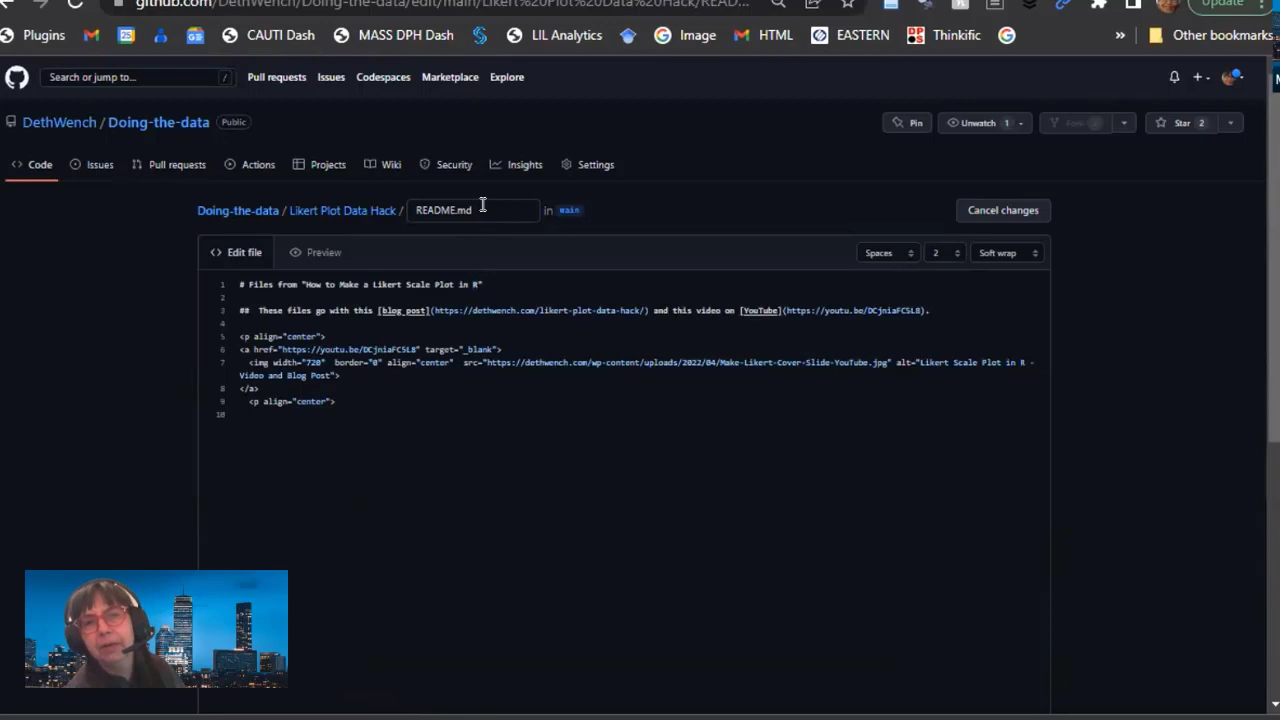 github.com/DethWench/Doing-the-data/edit/main/Likert%20Plot%20Data%20Hack/READ...
Update
Plugins
CAUTI Dash
MASS DPH Dash
LIL Analytics
Image
HTML
EASTERN
Thinkific
»
Other bookmarks
Search or jump to...
/
Pull requests
Issues
Codespaces
Marketplace
Explore
DethWench / Doing-the-data
Public
Pin
Unwatch 1
Star 2
Code
Issues
Pull requests
Actions
Projects
Wiki
Security
Insights
Settings
Doing-the-data / Likert Plot Data Hack / README.md in main
Cancel changes
Edit file
Preview
Spaces
2
Soft wrap
1 # Files from "How to Make a Likert Scale Plot in R"
2
3 ## These files go with this [blog post](https://dethwench.com/likert-plot-data-hack/) and this video on [YouTube](https://youtu.be/DCjniaFC5L8).
4
5 <p align="center">
6 <a href="https://youtu.be/DCjniaFC5L8" target="_blank">
7 <img width="720" border="0" align="center" src="https://dethwench.com/wp-content/uploads/2022/04/Make-Likert-Cover-Slide-YouTube.jpg" alt="Likert Scale Plot in R -
Video and Blog Post">
8 </a>
9 <p align="center">
10